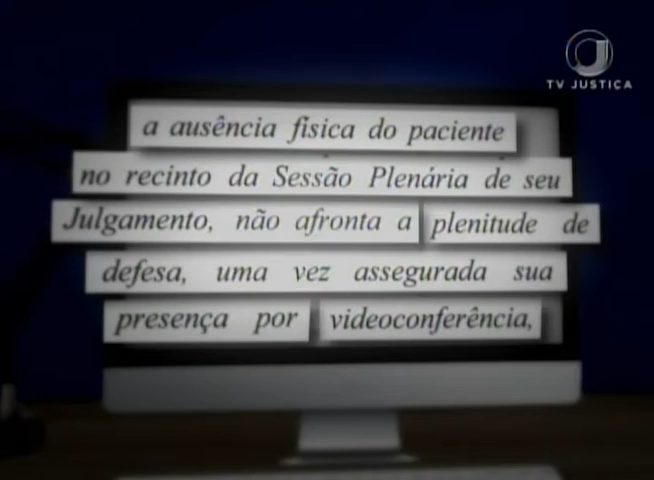 TV JUSTIÇA
a ausência física do paciente
no recinto da Sessão Plenária de seu
Julgamento, não afronta a plenitude de
defesa, uma vez assegurada sua
presença por videoconferência,